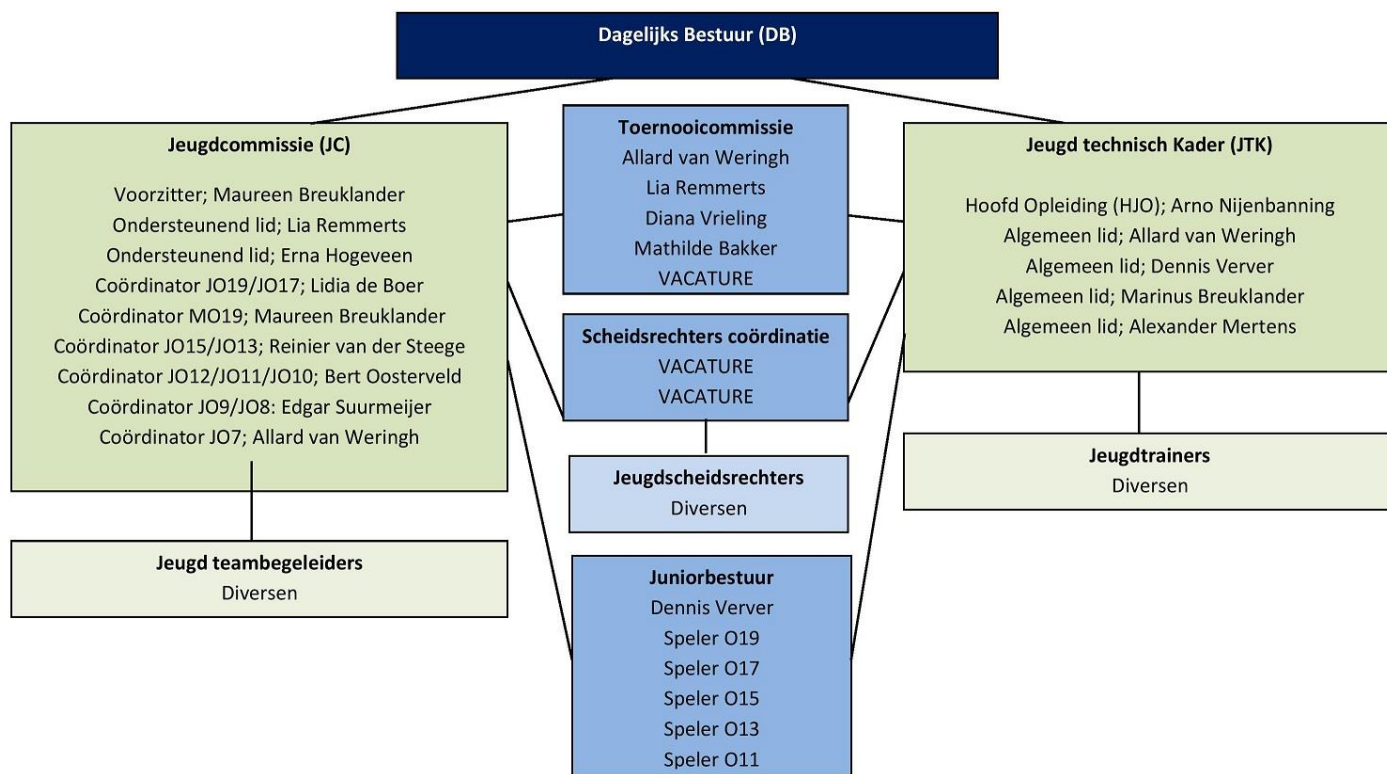 Dagelijks Bestuur (DB)
Jeugdcommissie (JC)
Voorzitter; Maureen Breuklander
Ondersteunend lid; Lia Remmerts
Ondersteunend lid; Erna Hogeveen
Coördinator JO19/JO17; Lidia de Boer
Coördinator MO19; Maureen Breuklander
Coördinator JO15/JO13; Reinier van der Steege
Coördinator JO12/JO11/JO10; Bert Oosterveld
Coördinator JO9/JO8: Edgar Suurmeijer
Coördinator JO7; Allard van Weringh
Jeugd teambegeleiders
Diversen
Toernooicommissie
Allard van Weringh
Lia Remmerts
Diana Vrieling
Mathilde Bakker
VACATURE
Scheidsrechters coördinatie
VACATURE
VACATURE
Jeugdscheidsrechters
Diversen
Juniorbestuur
Dennis Verver
Speler O19
Speler O17
Speler O15
Speler O13
Speler O11
Jeugd technisch Kader (JTK)
Hoofd Opleiding (HJO); Arno Nijenbanning
Algemeen lid; Allard van Weringh
Algemeen lid; Dennis Verver
Algemeen lid; Marinus Breuklander
Algemeen lid; Alexander Mertens
Jeugdtrainers
Diversen